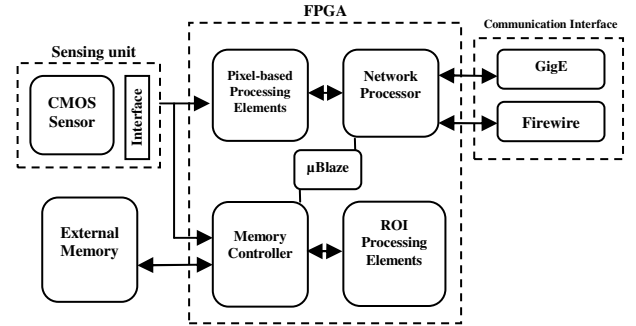 FPGA
Communication Interface
Sensing unit
CMOS
Sensor
Interface
Pixel-based
Processing
Elements
Network
Processor
GigE
Firewire
µBlaze
External
Memory
Memory
Controller
ROI
Processing
Elements